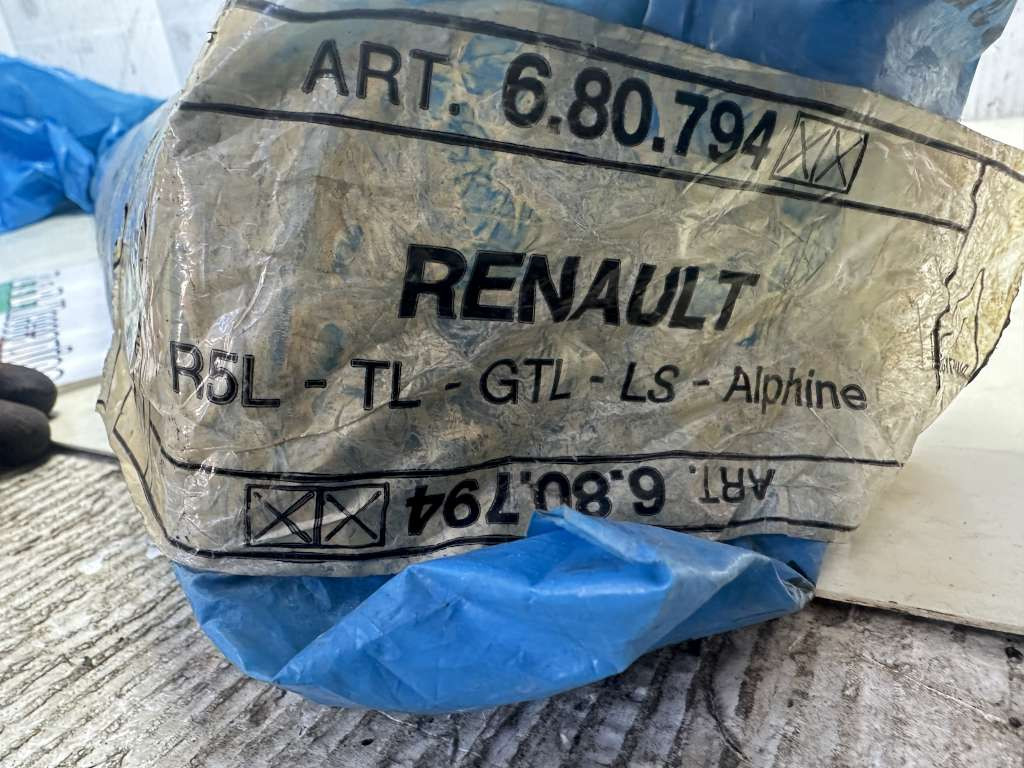 ART. 6.80.794
RENAULT
R5L - TL - GTL - LS - Alphine
ART. 6.80.794